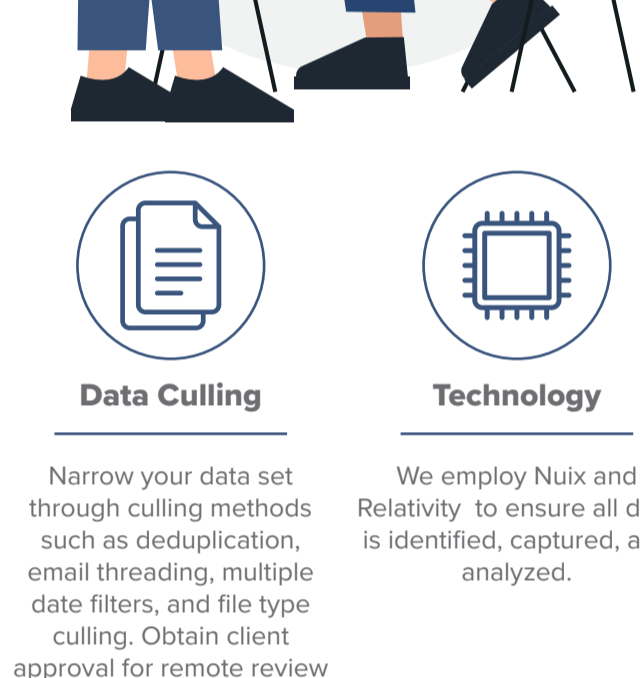 Data Culling
Narrow your data set
through culling methods
such as deduplication,
email threading, multiple
date filters, and file type
culling. Obtain client
approval for remote review
Technology
We employ Nuix and
Relativity to ensure all d
is identified, captured, a
analyzed.